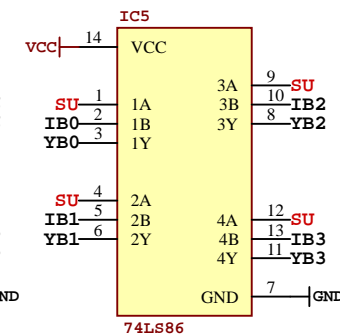 IC5
VCC 14 VCC
9 SU
3A
SU 1 1A
3B 10 IB2
IB0 2 1B
3Y 8 YB2
YB0 3 1Y
SU 4 2A
4A 12 SU
IB1 5 2B
4B 13 IB3
YB1 6 2Y
4Y 11 YB3
ND
GND 7 GND
74LS86